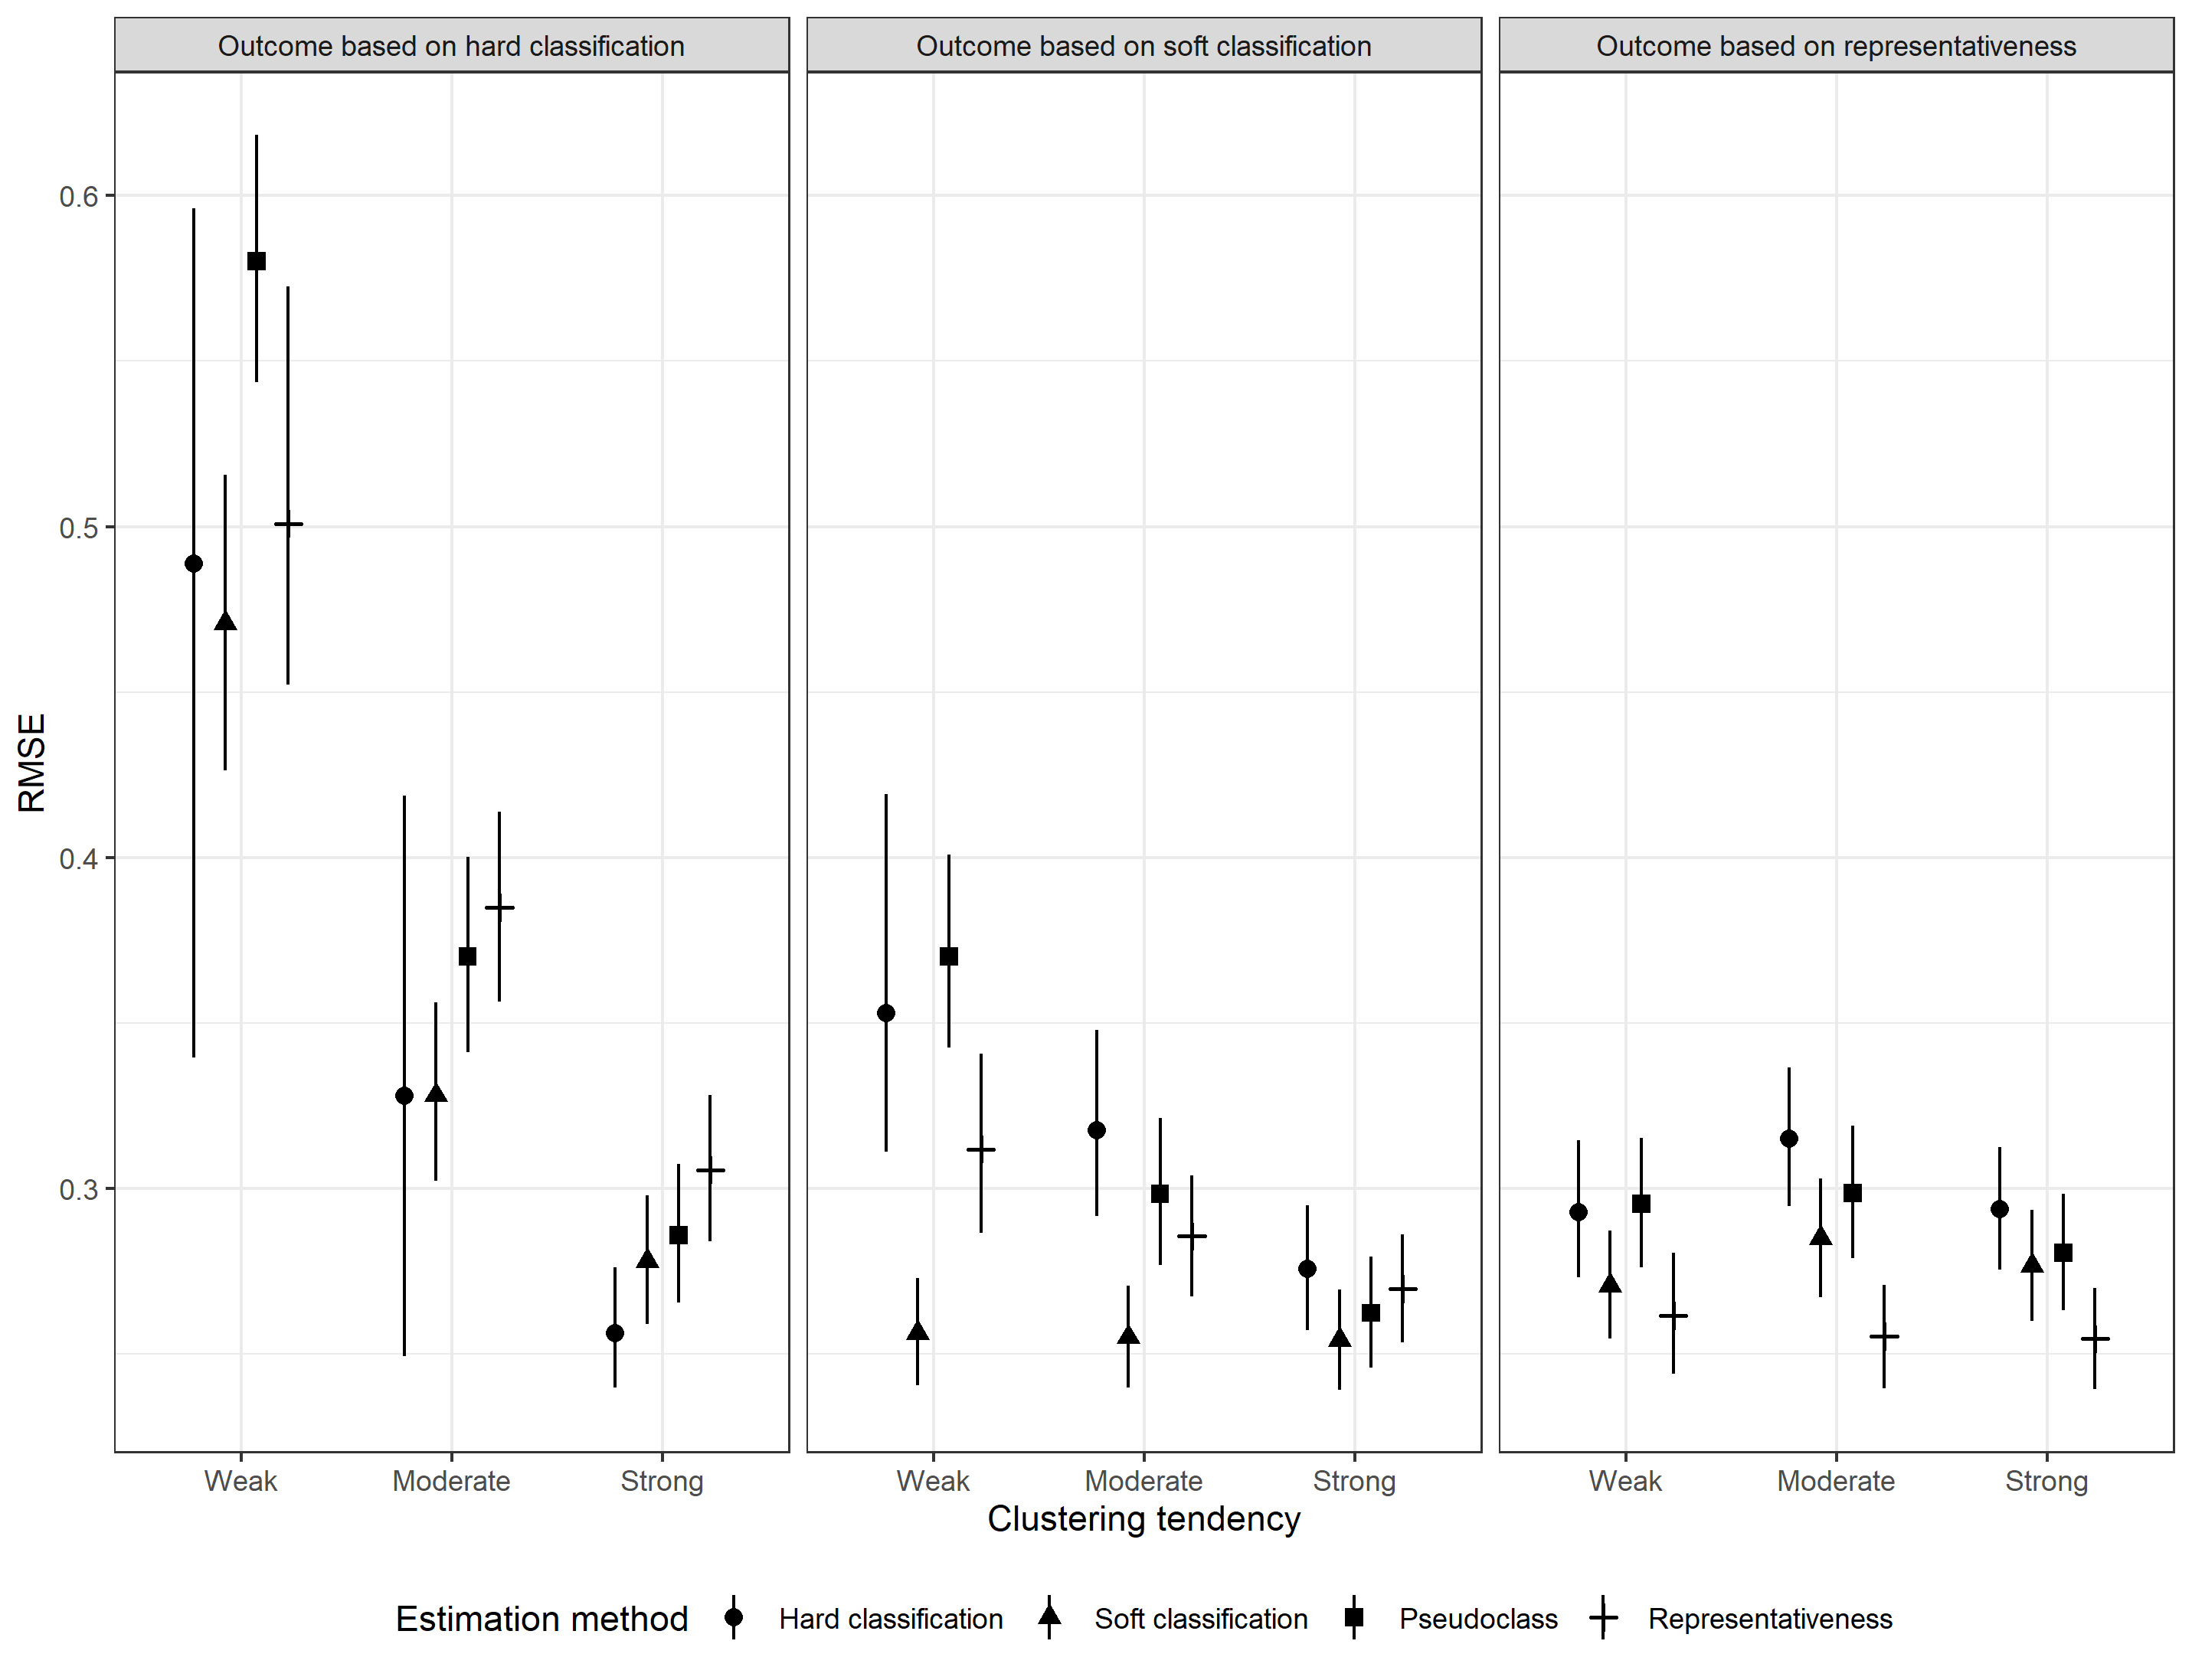 Outcome based on hard classification
Outcome based on soft classification
Outcome based on representativeness
RMSE
0.6
0.5
0.4
0.3
Weak Moderate Strong
Weak Moderate Strong
Weak Moderate Strong
Clustering tendency
Estimation method Hard classification Soft classification Pseudoclass Representativeness